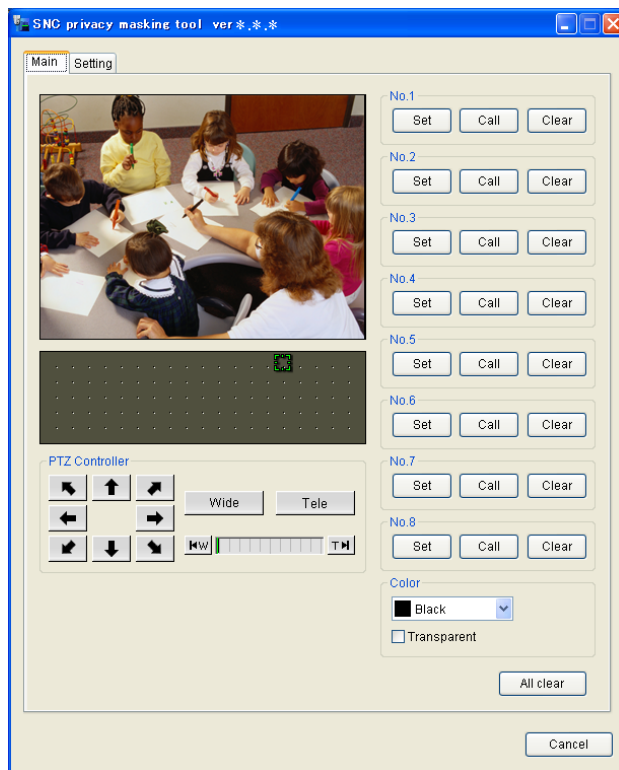 SNC privacy masking tool ver＊.＊.＊
Main
Setting
No.1
Set Call Clear
No.2
Set Call Clear
No.3
Set Call Clear
No.4
Set Call Clear
No.5
Set Call Clear
No.6
Set Call Clear
No.7
Set Call Clear
No.8
Set Call Clear
PTZ Controller
Wide
Tele
W
T
Color
Black
Transparent
All clear
Cancel